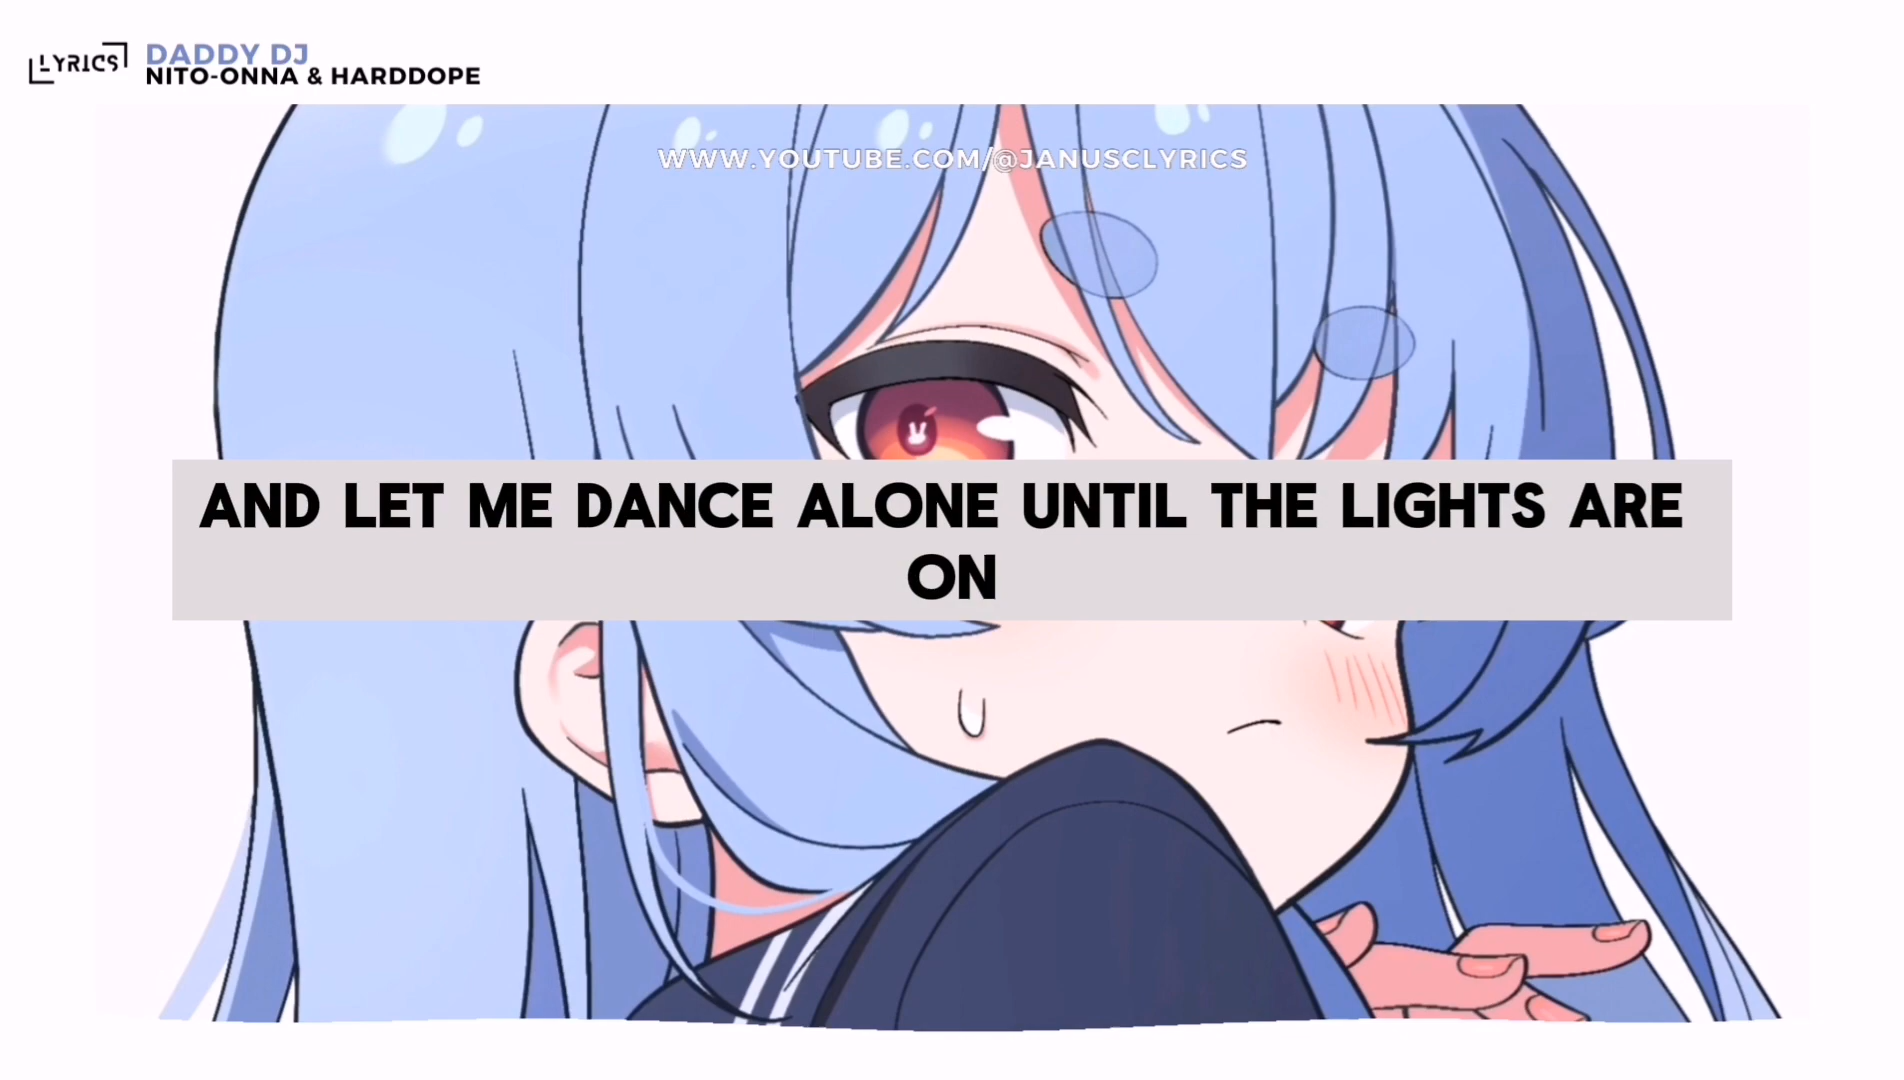 LYRICS
DADDY DJ
NITO-ONNA & HARDDOPE
WWW.YOUTUBE.COM/@JANUSCLYRICS
AND LET ME DANCE ALONE UNTIL THE LIGHTS ARE
ON